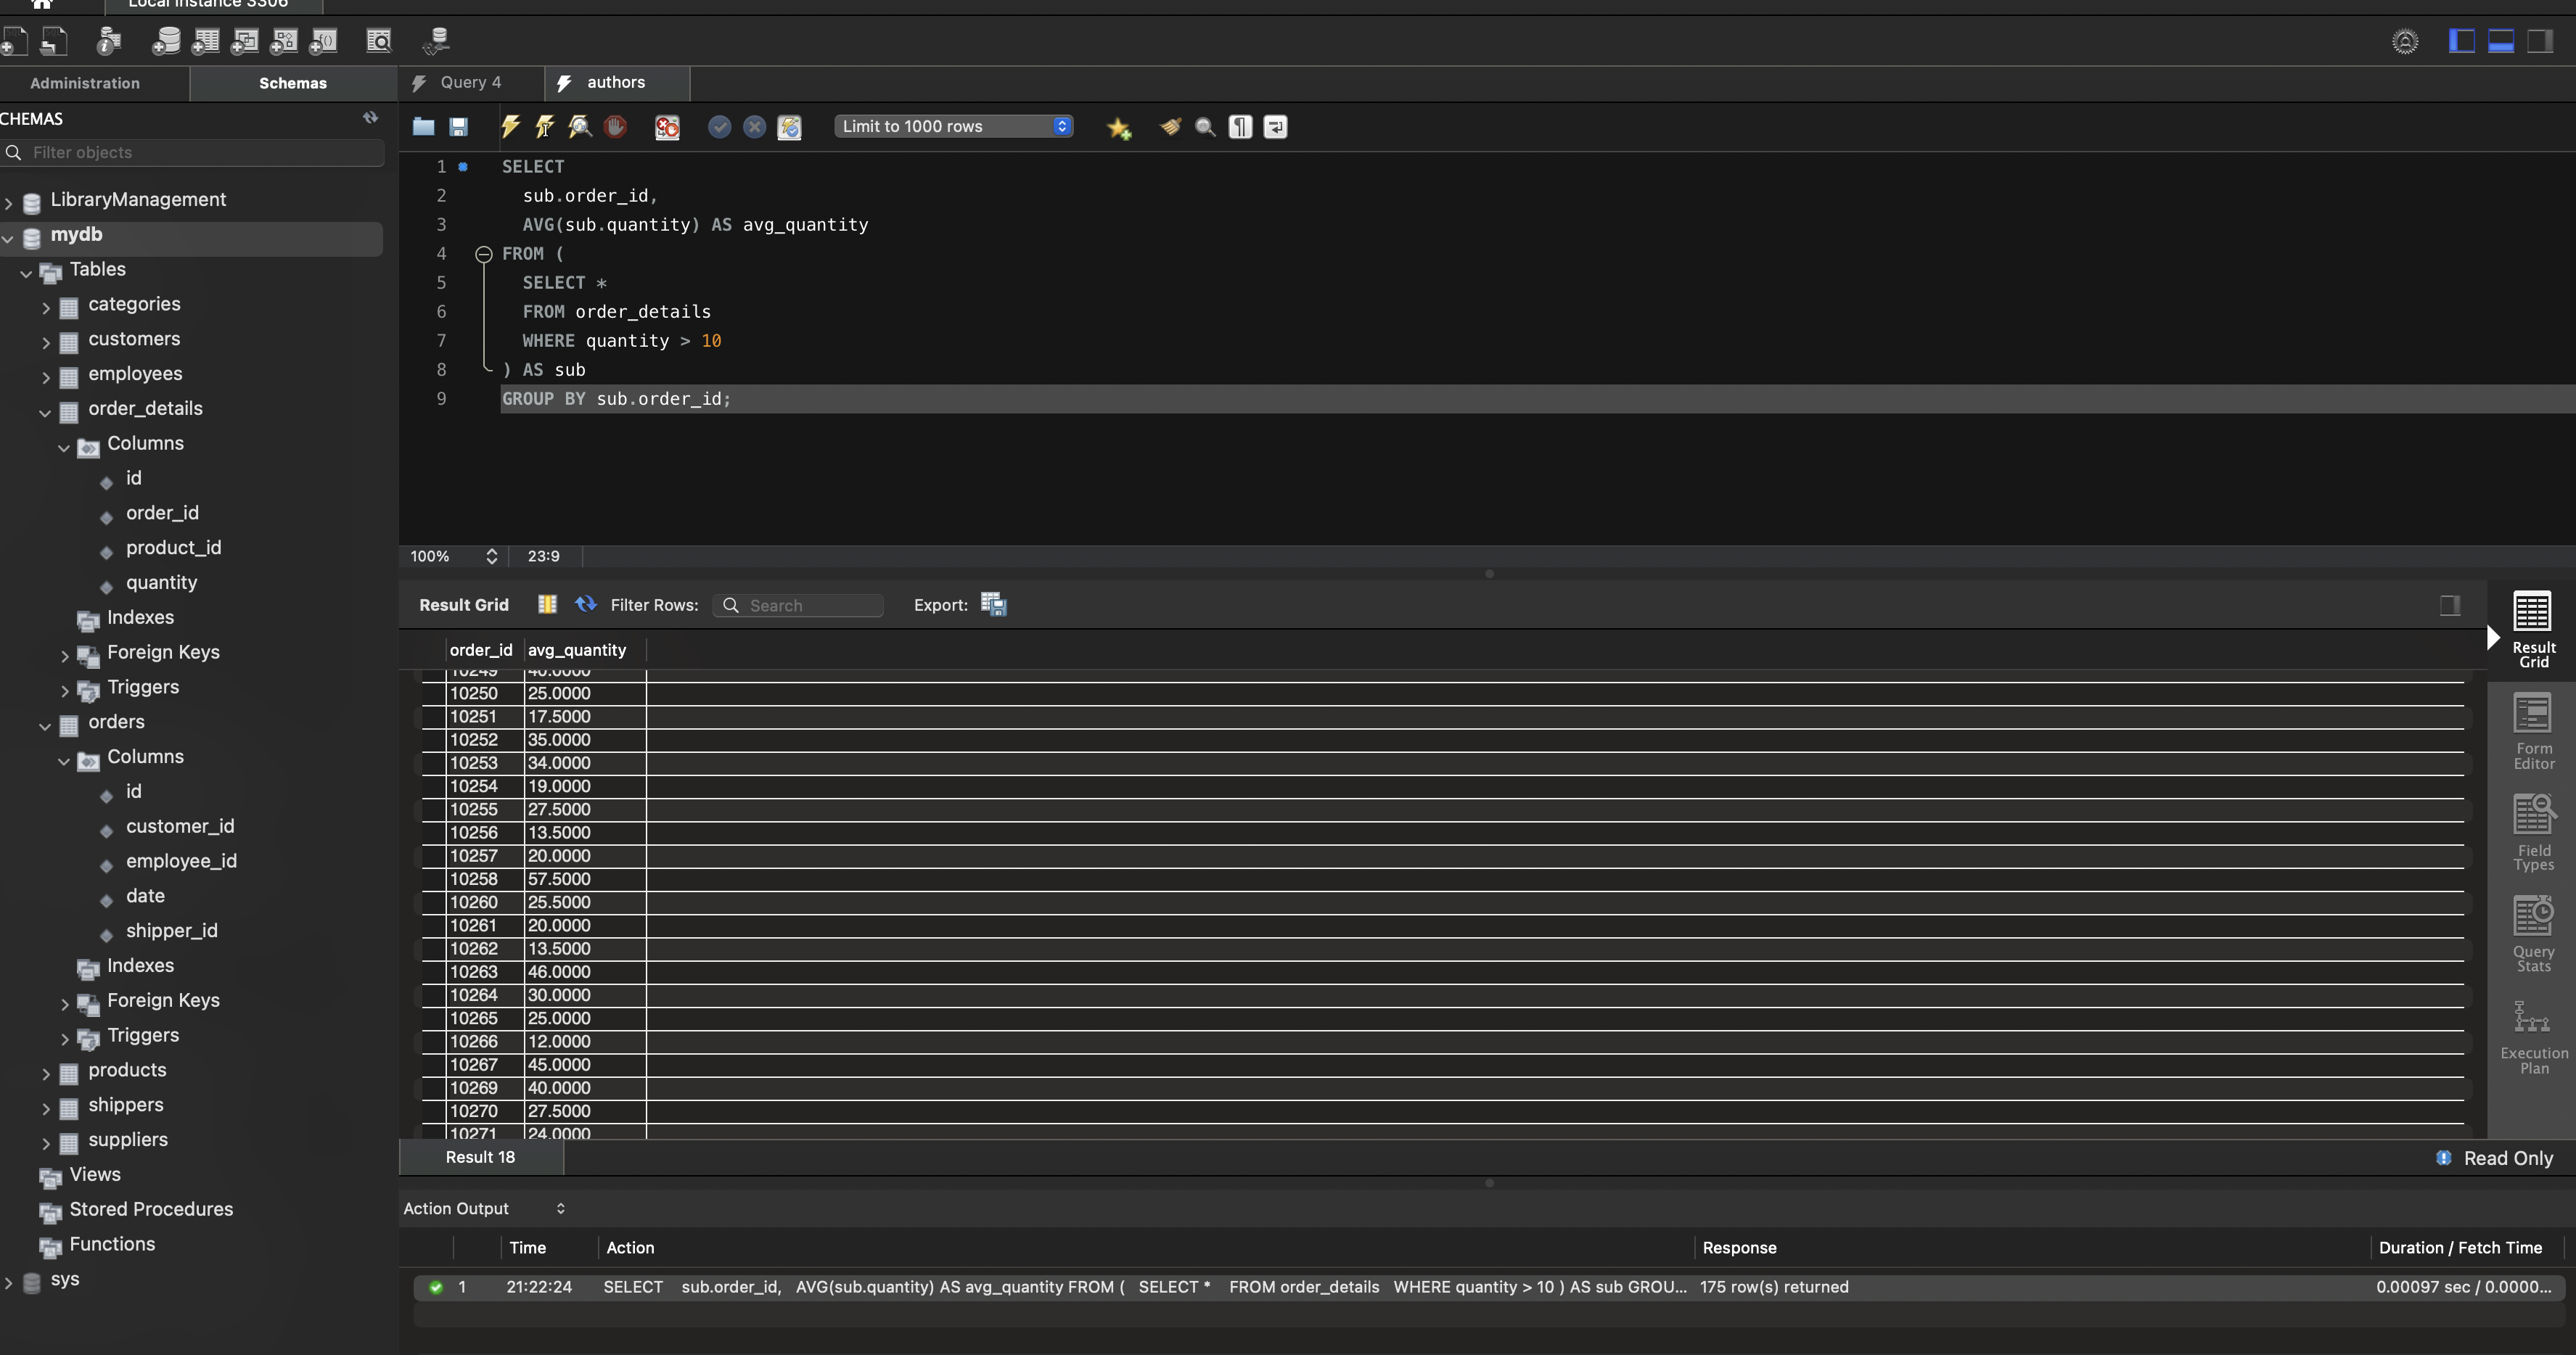 Local instance 3306
Administration
Schemas
Query 4
authors
CHEMAS
Filter objects
Limit to 1000 rows
LibraryManagement
mydb
Tables
categories
customers
employees
order_details
Columns
id
order_id
product_id
quantity
Indexes
Foreign Keys
Triggers
orders
Columns
id
customer_id
employee_id
date
shipper_id
Indexes
Foreign Keys
Triggers
products
shippers
suppliers
Views
Stored Procedures
Functions
sys
1 SELECT
2 sub.order_id,
3 AVG(sub.quantity) AS avg_quantity
4 FROM (
5 SELECT *
6 FROM order_details
7 WHERE quantity > 10
8 ) AS sub
9 GROUP BY sub.order_id;
100% 23:9
Result Grid Filter Rows: Search Export:
order_id avg_quantity
10249 40.0000
10250 25.0000
10251 17.5000
10252 35.0000
10253 34.0000
10254 19.0000
10255 27.5000
10256 13.5000
10257 20.0000
10258 57.5000
10260 25.5000
10261 20.0000
10262 13.5000
10263 46.0000
10264 30.0000
10265 25.0000
10266 12.0000
10267 45.0000
10269 40.0000
10270 27.5000
10271 24.0000
Result
Grid
Form
Editor
Field
Types
Query
Stats
Execution
Plan
Result 18
Read Only
Action Output
Time Action Response Duration / Fetch Time
1 21:22:24 SELECT sub.order_id, AVG(sub.quantity) AS avg_quantity FROM ( SELECT * FROM order_details WHERE quantity > 10 ) AS sub GROU... 175 row(s) returned 0.00097 sec / 0.0000...